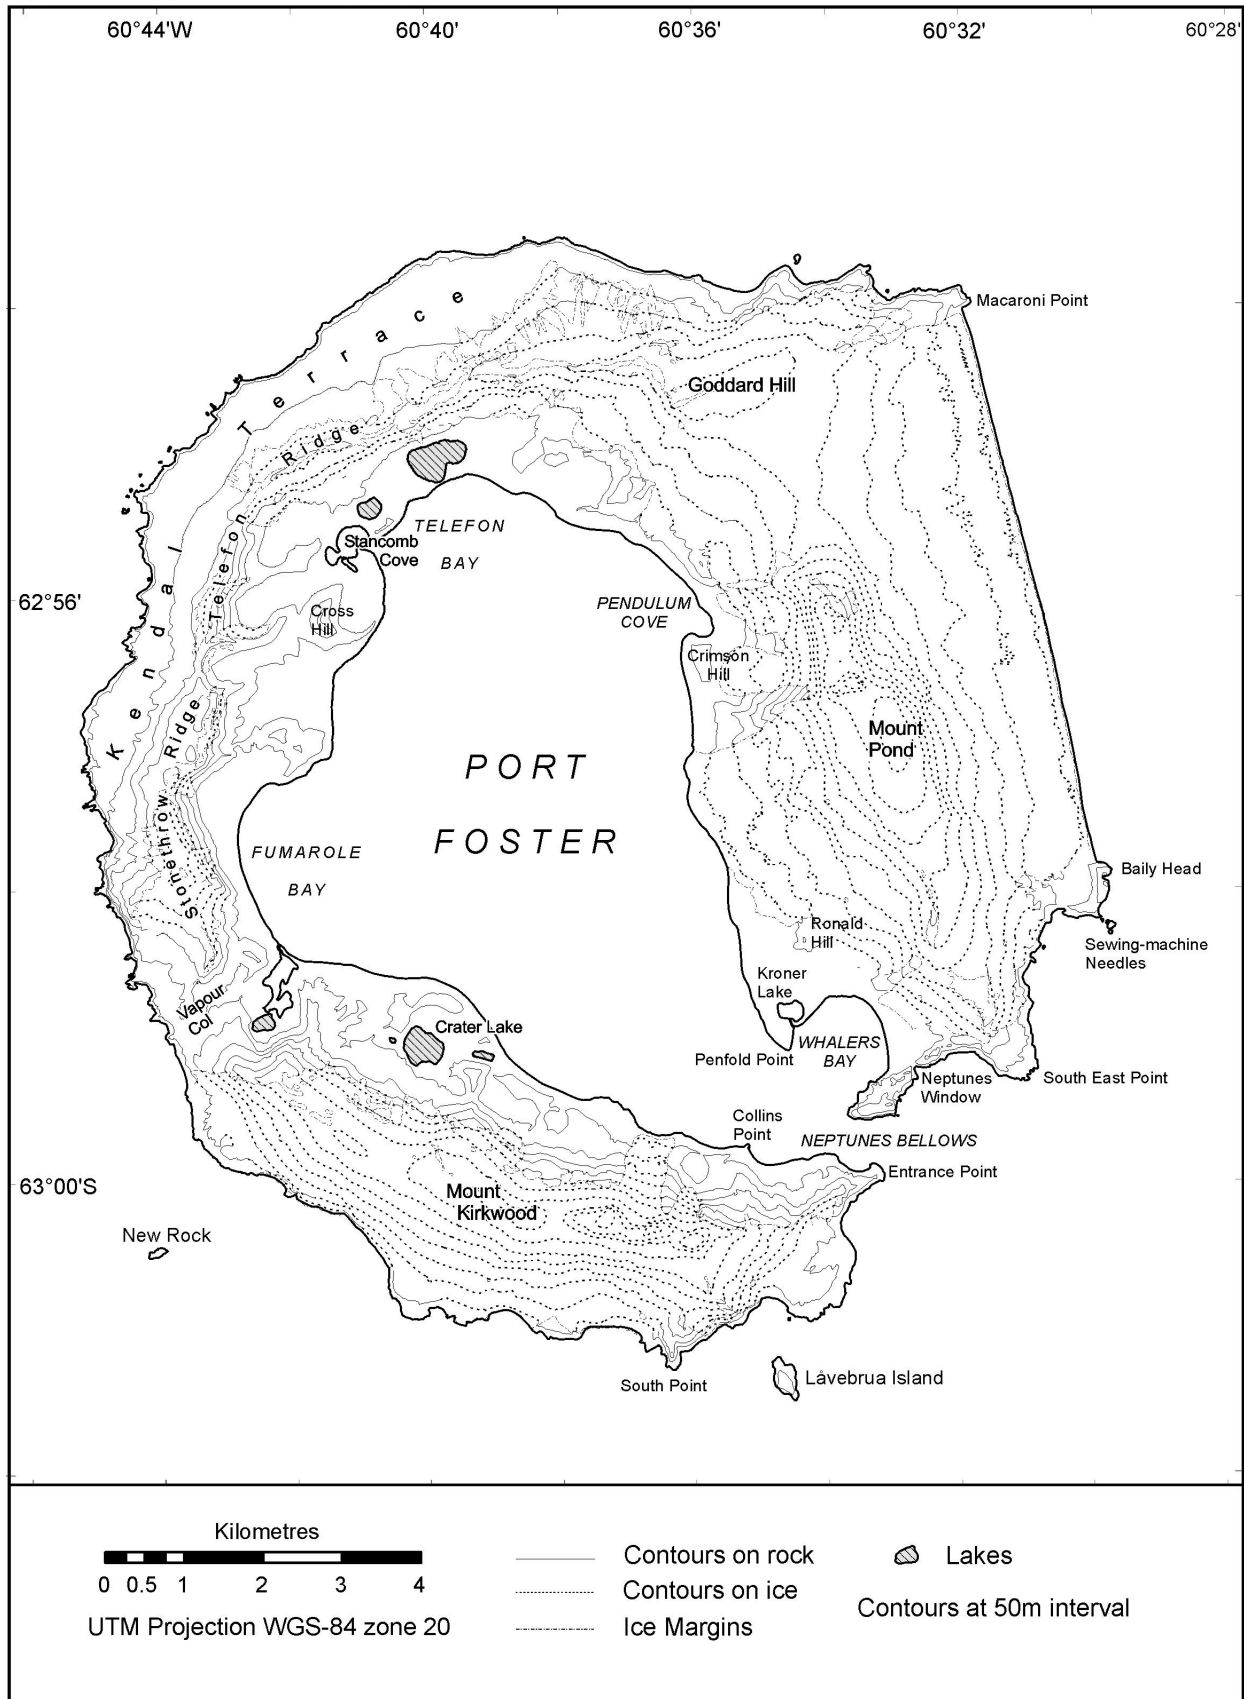 60°44'W 60°40' 60°36' 60°32' 60°28'
Macaroni Point
Kendal Terrace
Goddard Hill
Telefon Ridge
TELEFON
BAY
Stancomb
Cove
62°56'
PENDULUM
COVE
Cross
Hill
Crimson
Hill
Stonethrow Ridge
Mount
Pond
PORT
FOSTER
FUMAROLE
BAY
Baily Head
Ronald
Hill
Sewing-machine
Needles
Kroner
Lake
Vapour
Col
Crater Lake
WHALERS
BAY
Penfold Point
Neptunes
Window
South East Point
Collins
Point
NEPTUNES BELLOWS
Entrance Point
63°00'S
Mount
Kirkwood
New Rock
Låvebrua Island
South Point
Kilometres
0 0.5 1 2 3 4
UTM Projection WGS-84 zone 20
Contours on rock
Contours on ice
Ice Margins
Lakes
Contours at 50m interval